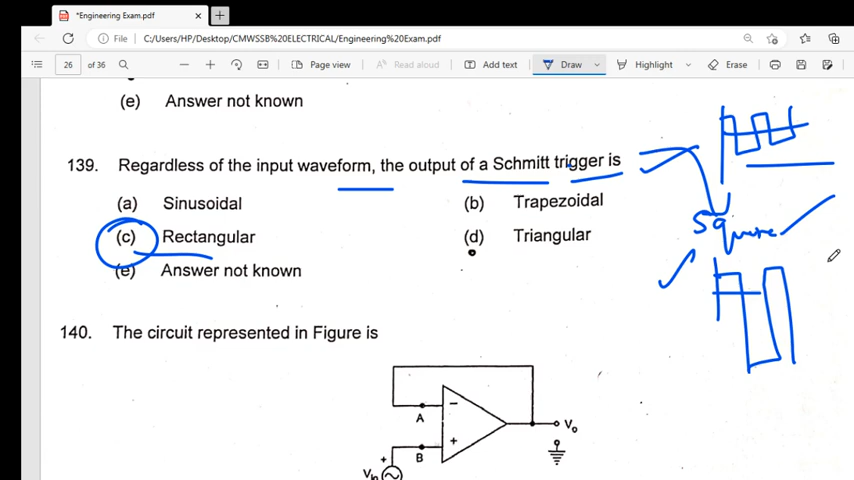 *Engineering Exam.pdf
File
C:/Users/HP/Desktop/CMWSSB%20ELECTRICAL/Engineering%20Exam.pdf
26 of 36
Page view
Read aloud
Add text
Draw
Highlight
Erase
(e) Answer not known
139. Regardless of the input waveform, the output of a Schmitt trigger is
(a) Sinusoidal
(b) Trapezoidal
Square
(c) Rectangular
(d) Triangular
(e) Answer not known
140. The circuit represented in Figure is
A
−
Vo
B
+
+
Vin